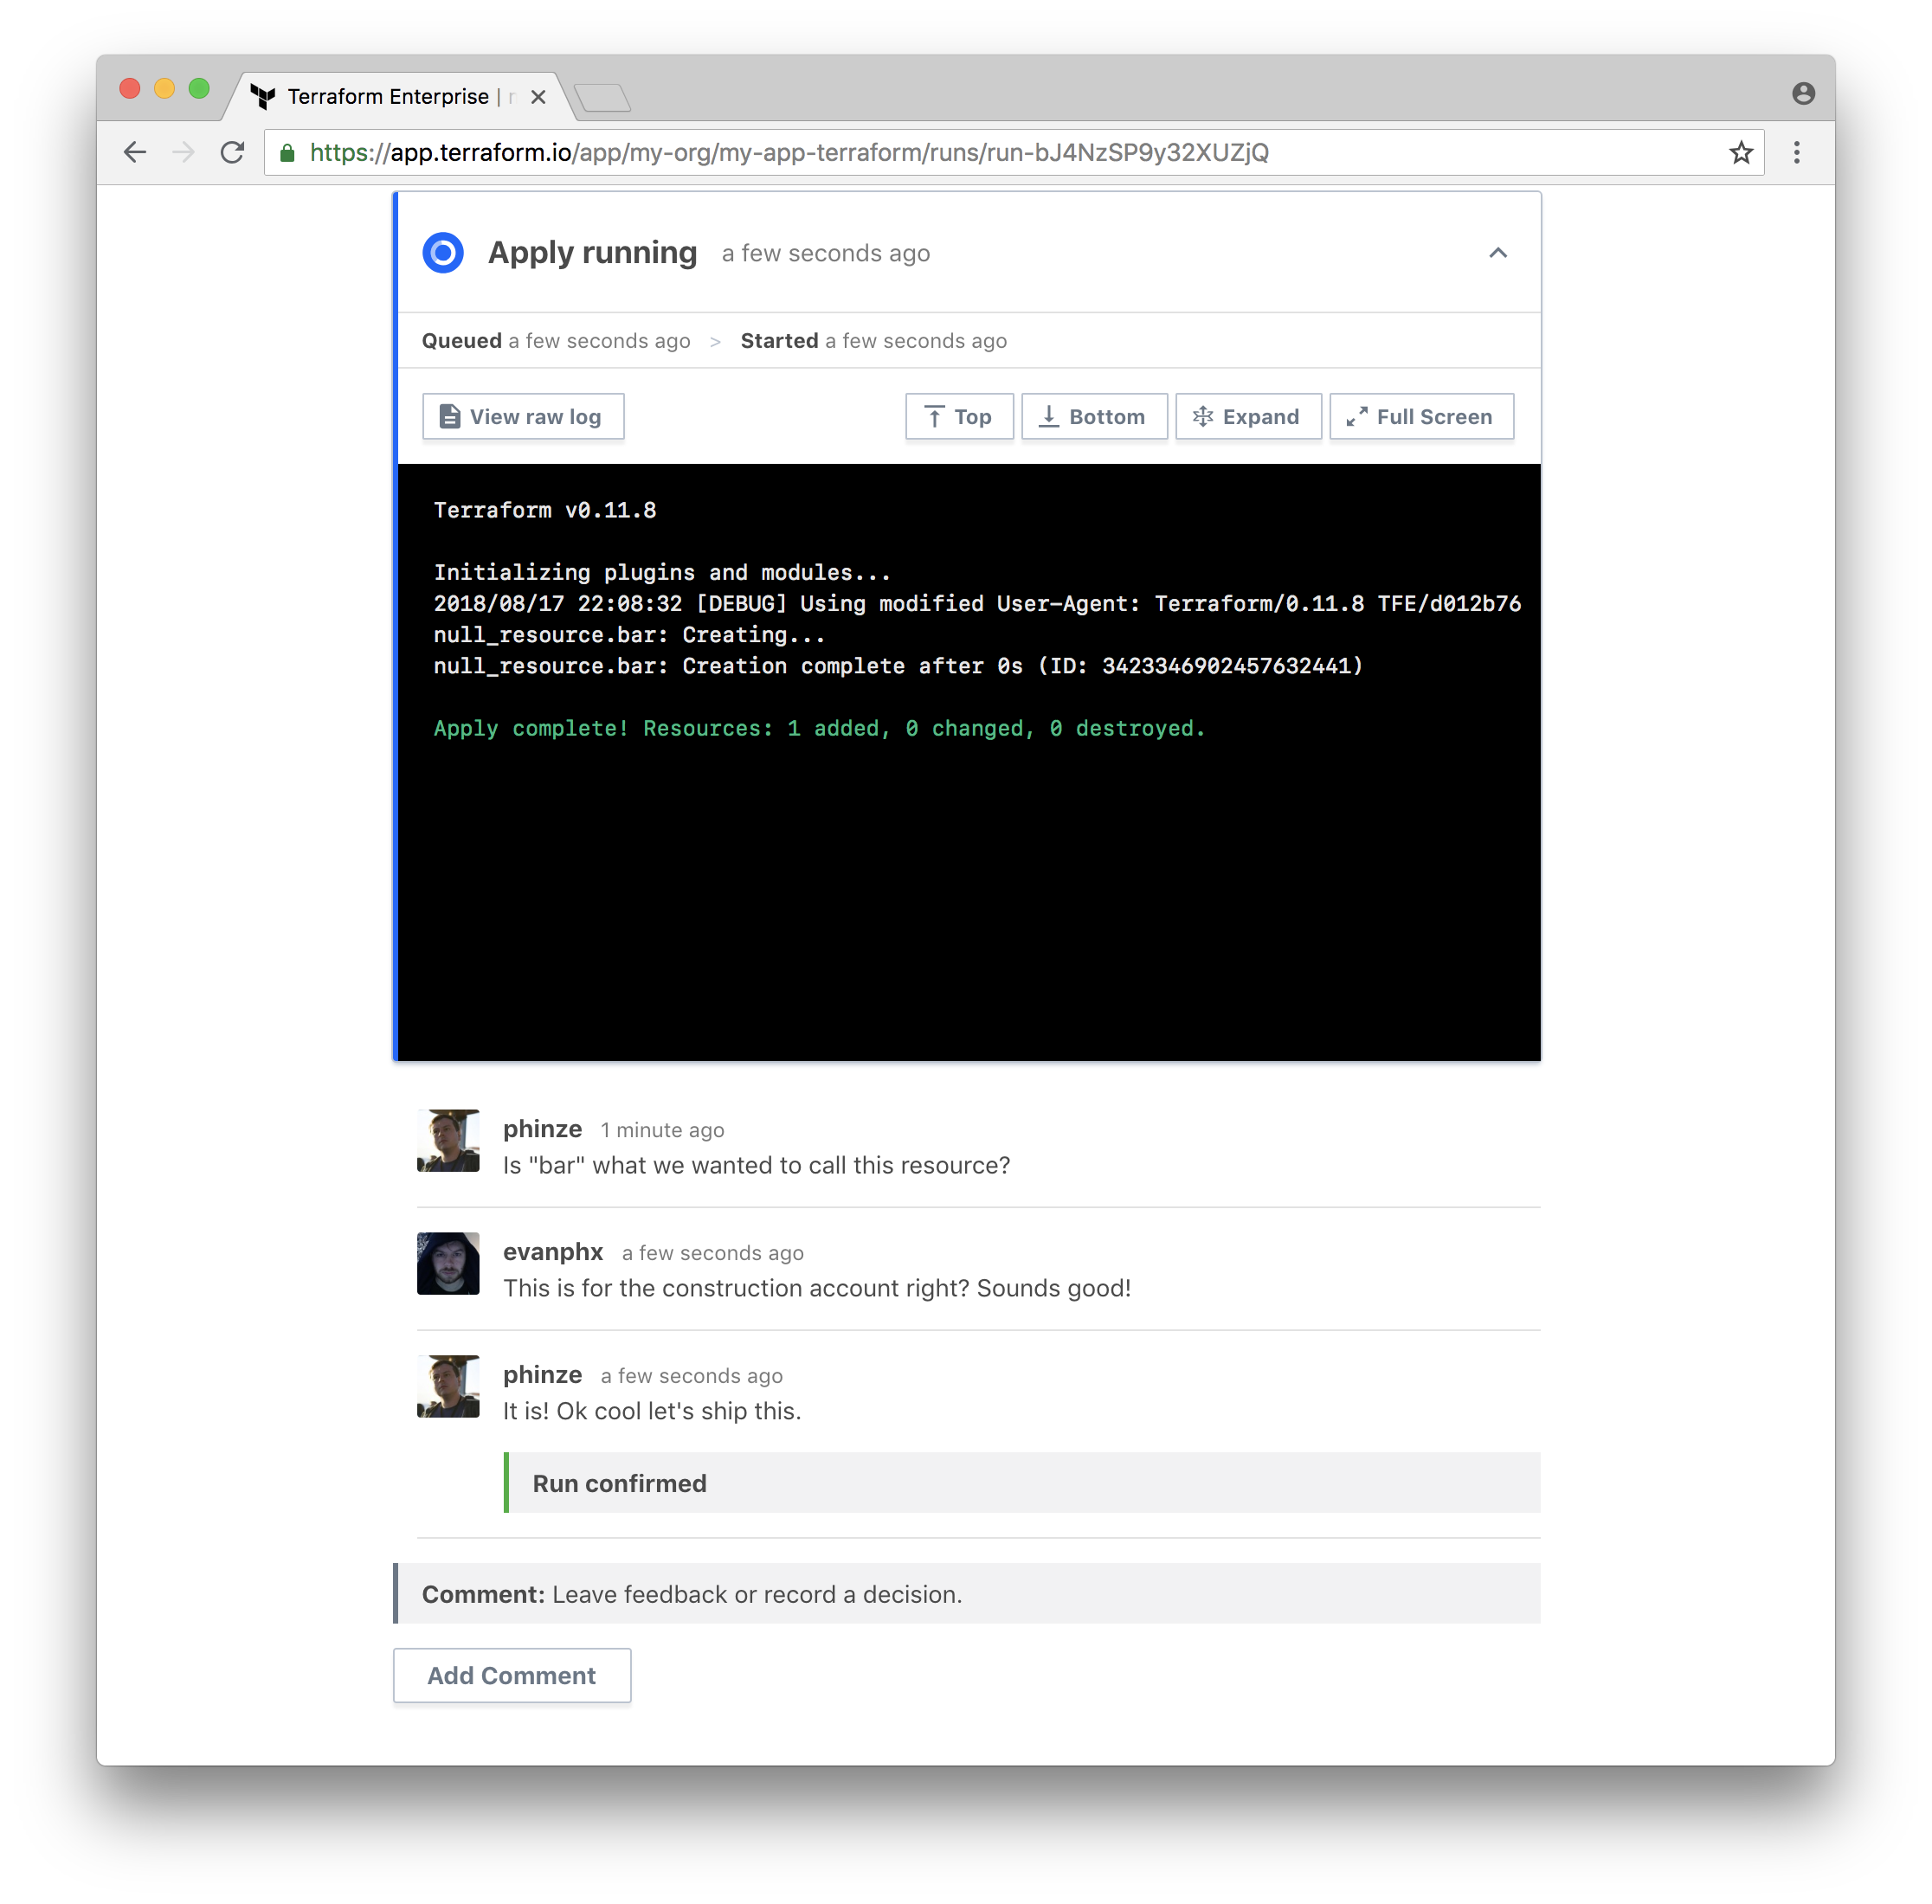 Terraform Enterprise |
https://app.terraform.io/app/my-org/my-app-terraform/runs/run-bJ4NzSP9y32XUZjQ
Apply running a few seconds ago
Queued a few seconds ago > Started a few seconds ago
View raw log Top Bottom Expand Full Screen
Terraform v0.11.8
Initializing plugins and modules...
2018/08/17 22:08:32 [DEBUG] Using modified User-Agent: Terraform/0.11.8 TFE/d012b76
null_resource.bar: Creating...
null_resource.bar: Creation complete after 0s (ID: 3423346902457632441)
Apply complete! Resources: 1 added, 0 changed, 0 destroyed.
phinze 1 minute ago
Is "bar" what we wanted to call this resource?
evanphx a few seconds ago
This is for the construction account right? Sounds good!
phinze a few seconds ago
It is! Ok cool let's ship this.
Run confirmed
Comment: Leave feedback or record a decision.
Add Comment